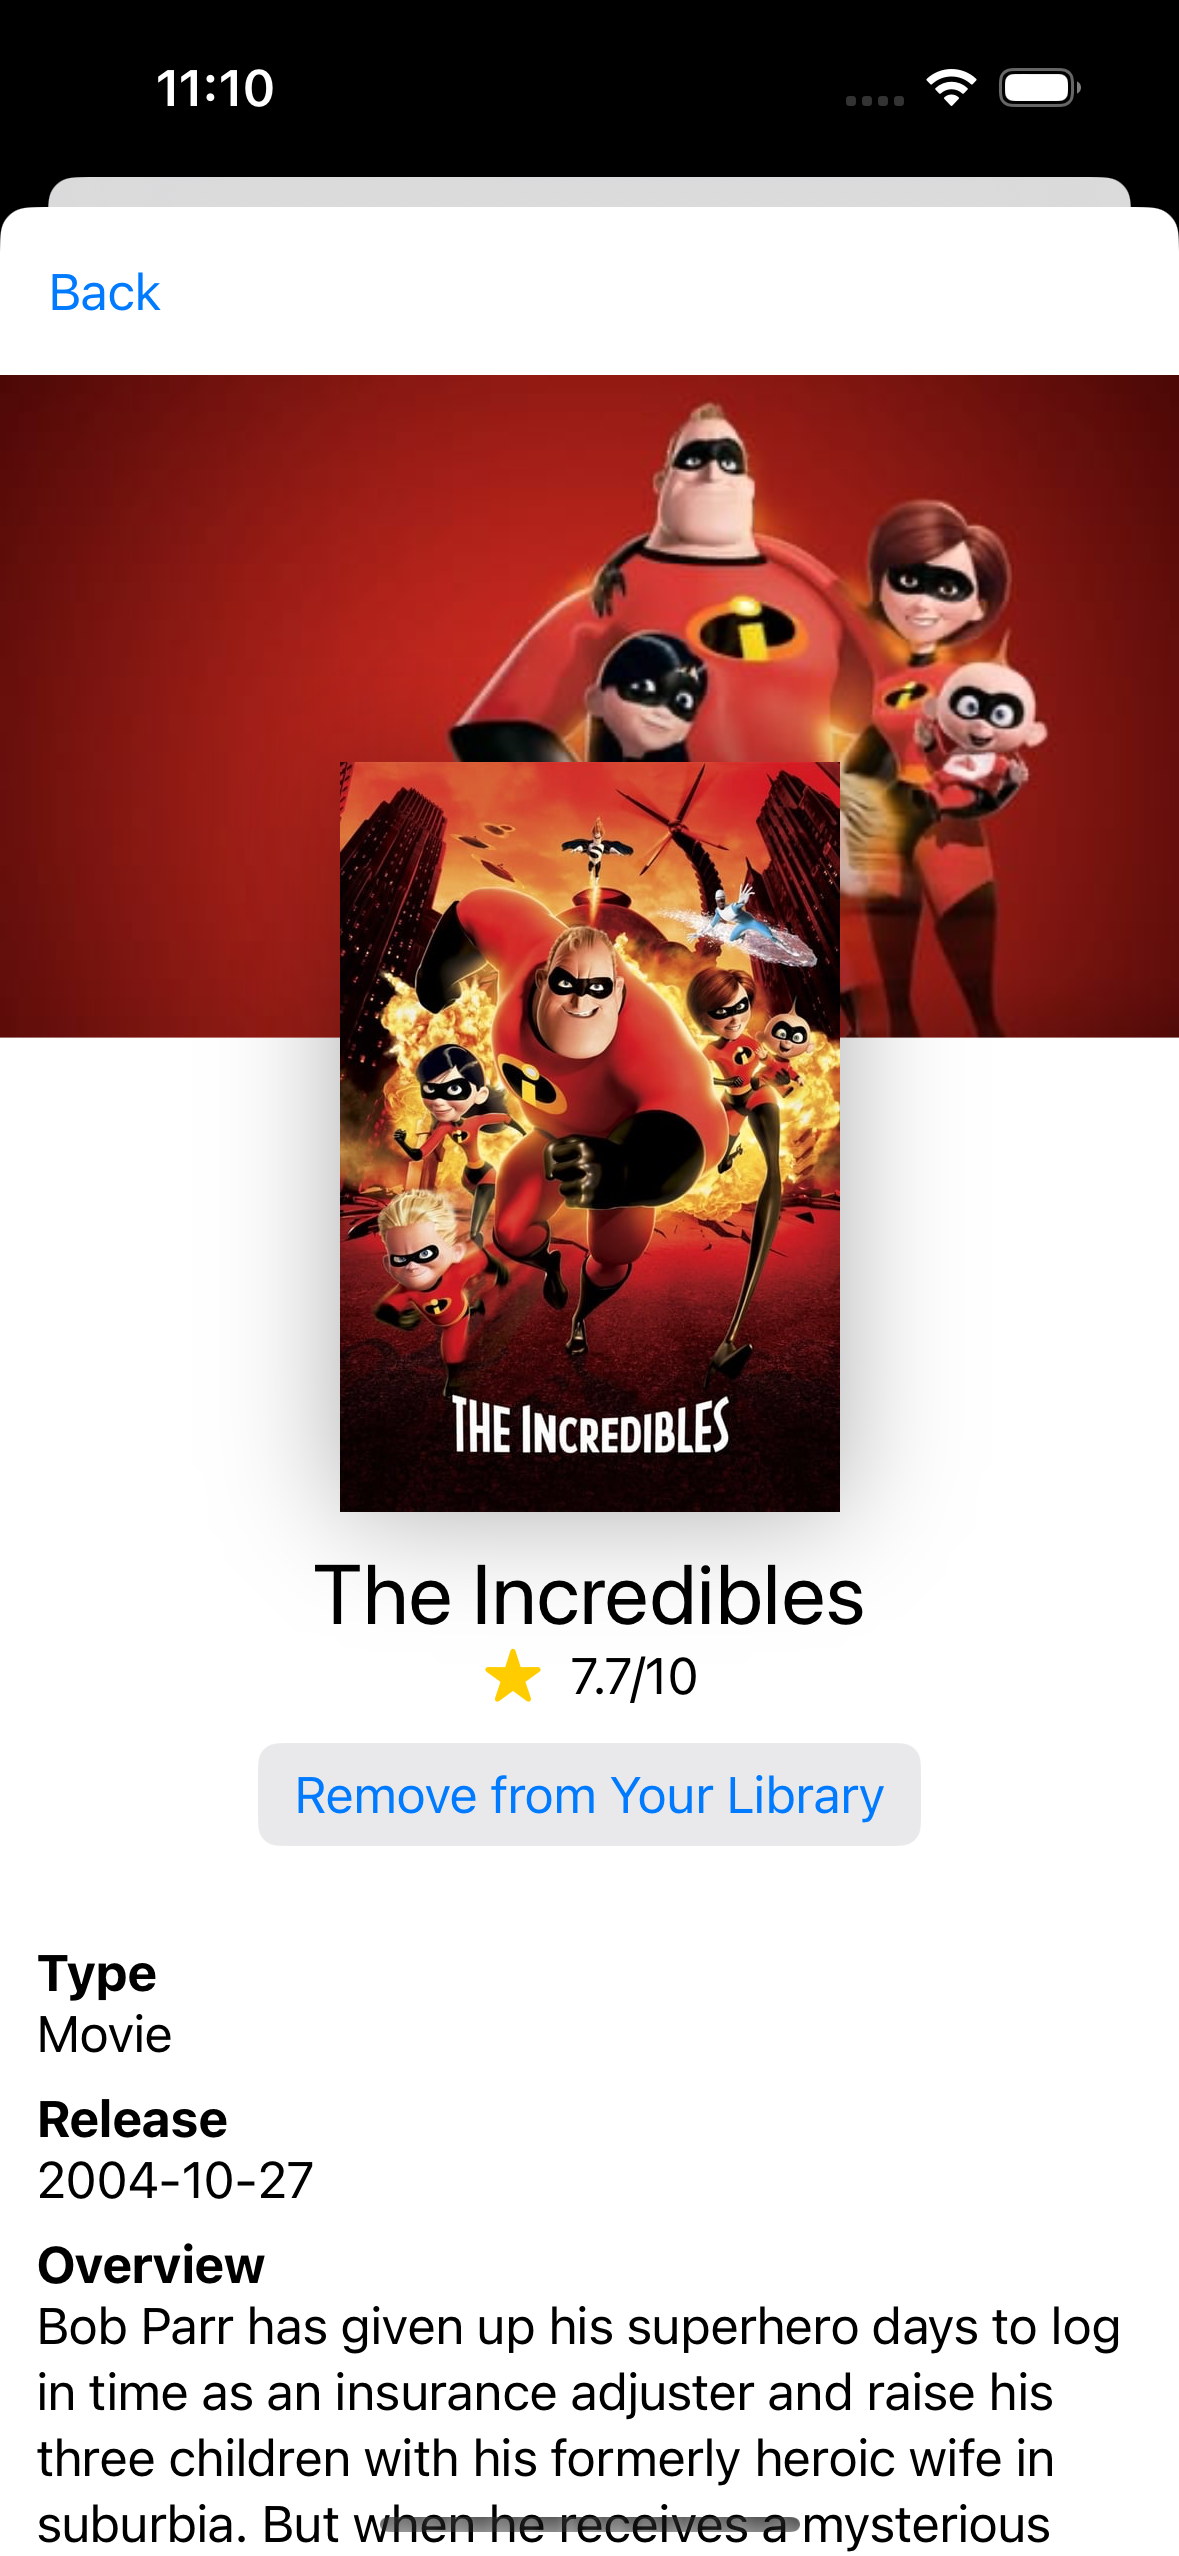 11:10
Back
THE INCREDIBLES
The Incredibles
7.7/10
Remove from Your Library
Type
Movie
Release
2004-10-27
Overview
Bob Parr has given up his superhero days to log
in time as an insurance adjuster and raise his
three children with his formerly heroic wife in
suburbia. But when he receives a mysterious